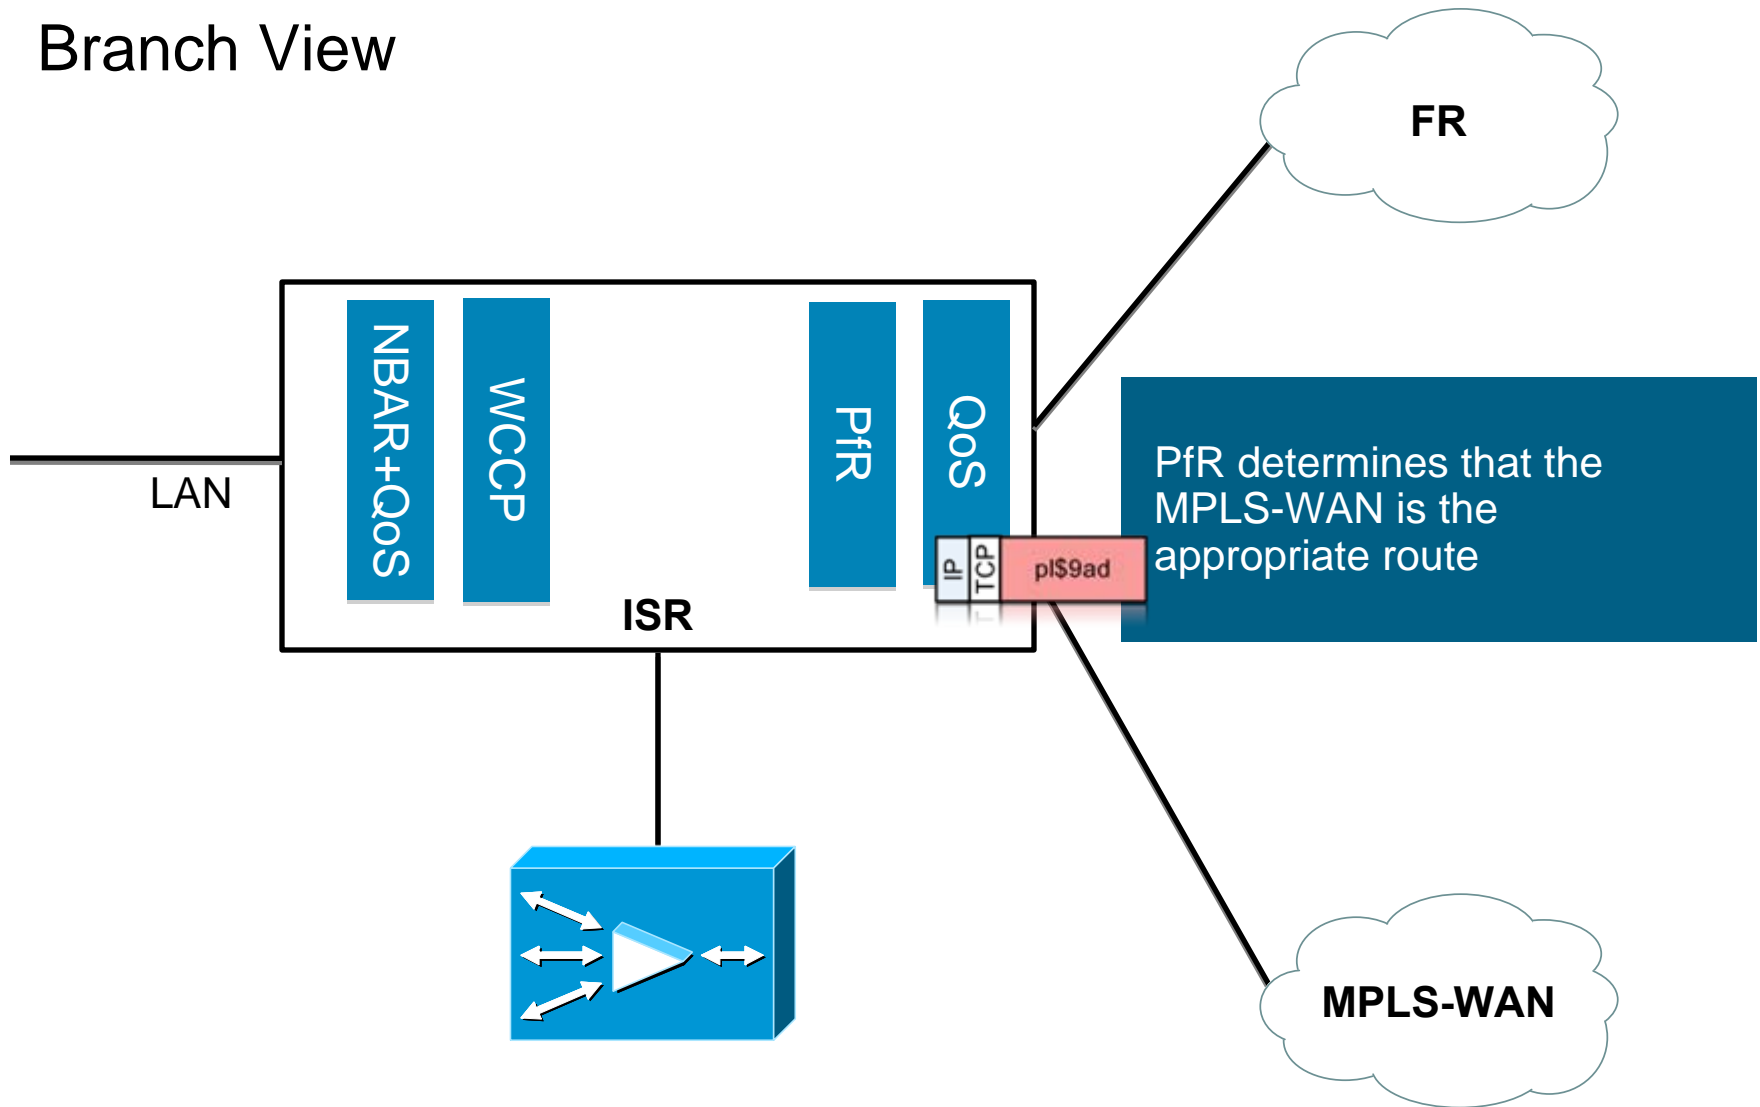 Branch View
FR
NBAR+QoS
WCCP
PfR
QoS
LAN
PfR determines that the
MPLS-WAN is the
appropriate route
IP
TCP
pl$9ad
ISR
MPLS-WAN